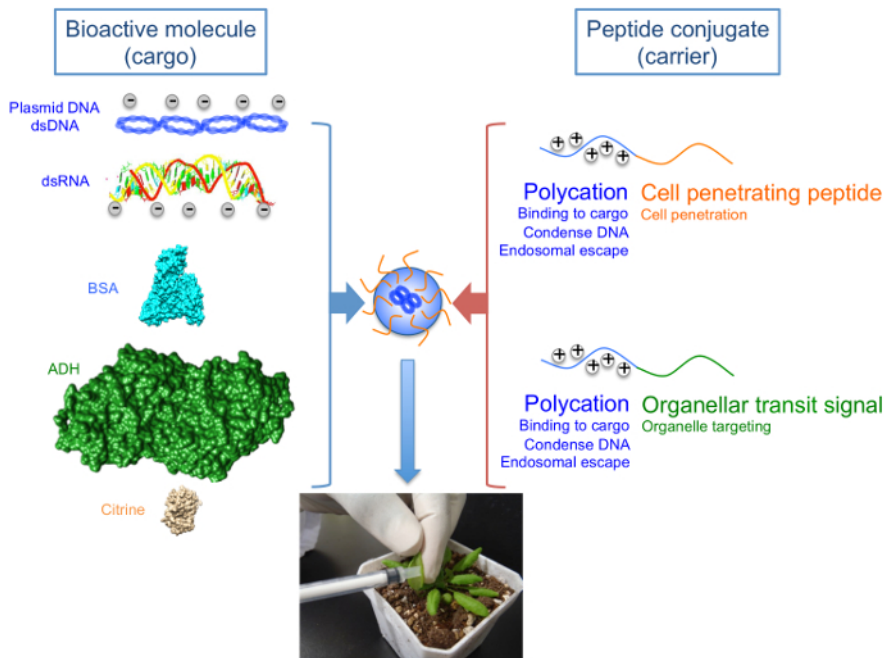 Bioactive molecule
(cargo)
Plasmid DNA
dsDNA
dsRNA
BSA
ADH
Citrine
Peptide conjugate
(carrier)
Polycation
Binding to cargo
Condense DNA
Endosomal escape
Cell penetrating peptide
Cell penetration
Polycation
Binding to cargo
Condense DNA
Endosomal escape
Organellar transit signal
Organelle targeting